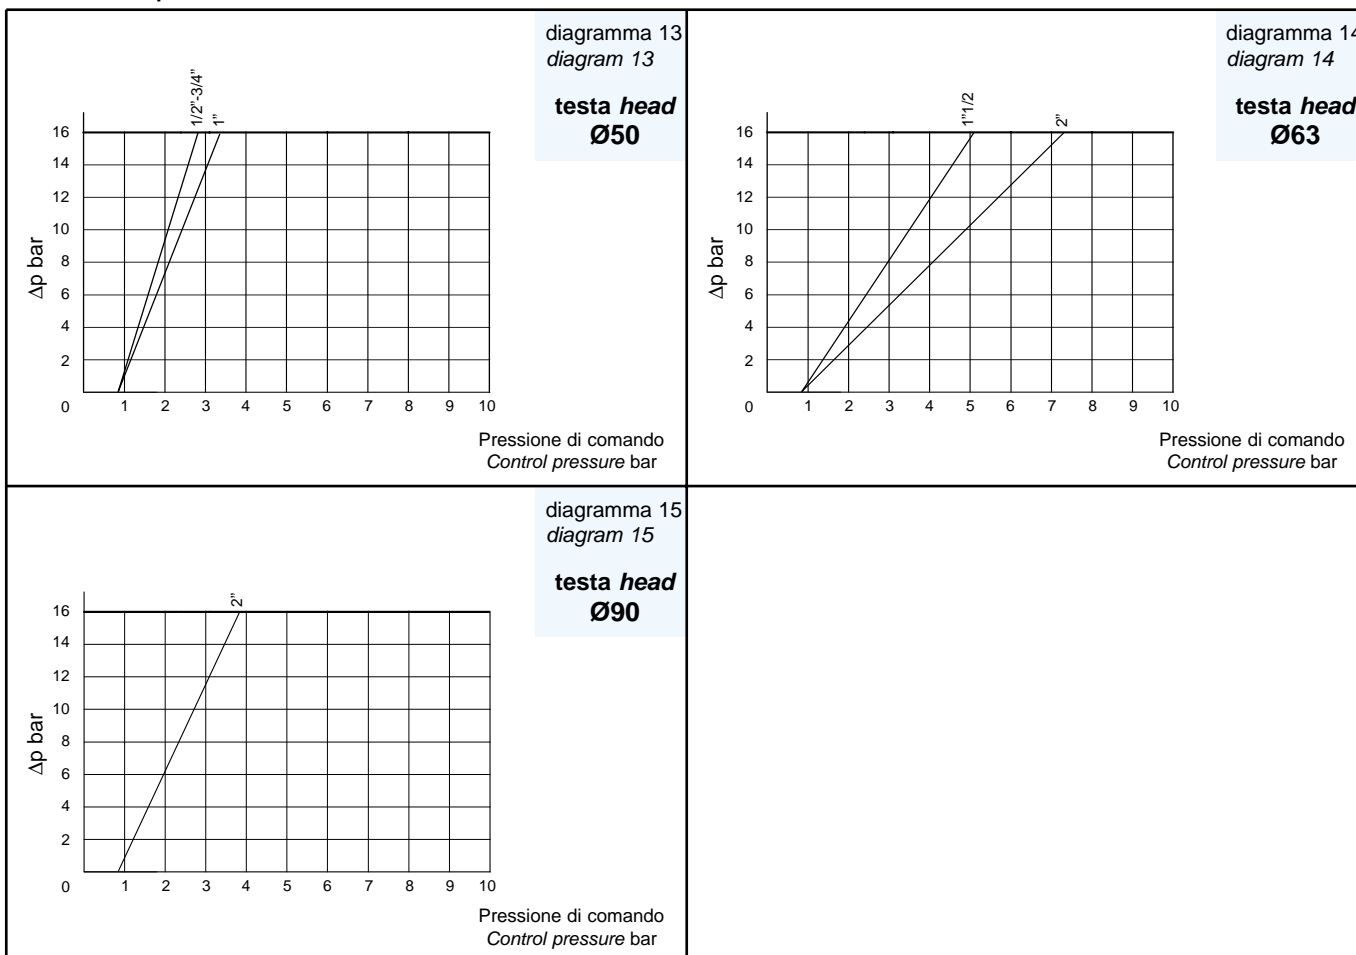 diagramma 13
diagram 13
testa head
Ø50
1/2”-3/4”
1”
16
14
12
10
8
6
4
2
0
Δp bar
1 2 3 4 5 6 7 8 9 10
Pressione di comando
Control pressure bar
diagramma 14
diagram 14
testa head
Ø63
1”1/2
2”
16
14
12
10
8
6
4
2
0
Δp bar
1 2 3 4 5 6 7 8 9 10
Pressione di comando
Control pressure bar
diagramma 15
diagram 15
testa head
Ø90
2”
16
14
12
10
8
6
4
2
0
Δp bar
1 2 3 4 5 6 7 8 9 10
Pressione di comando
Control pressure bar